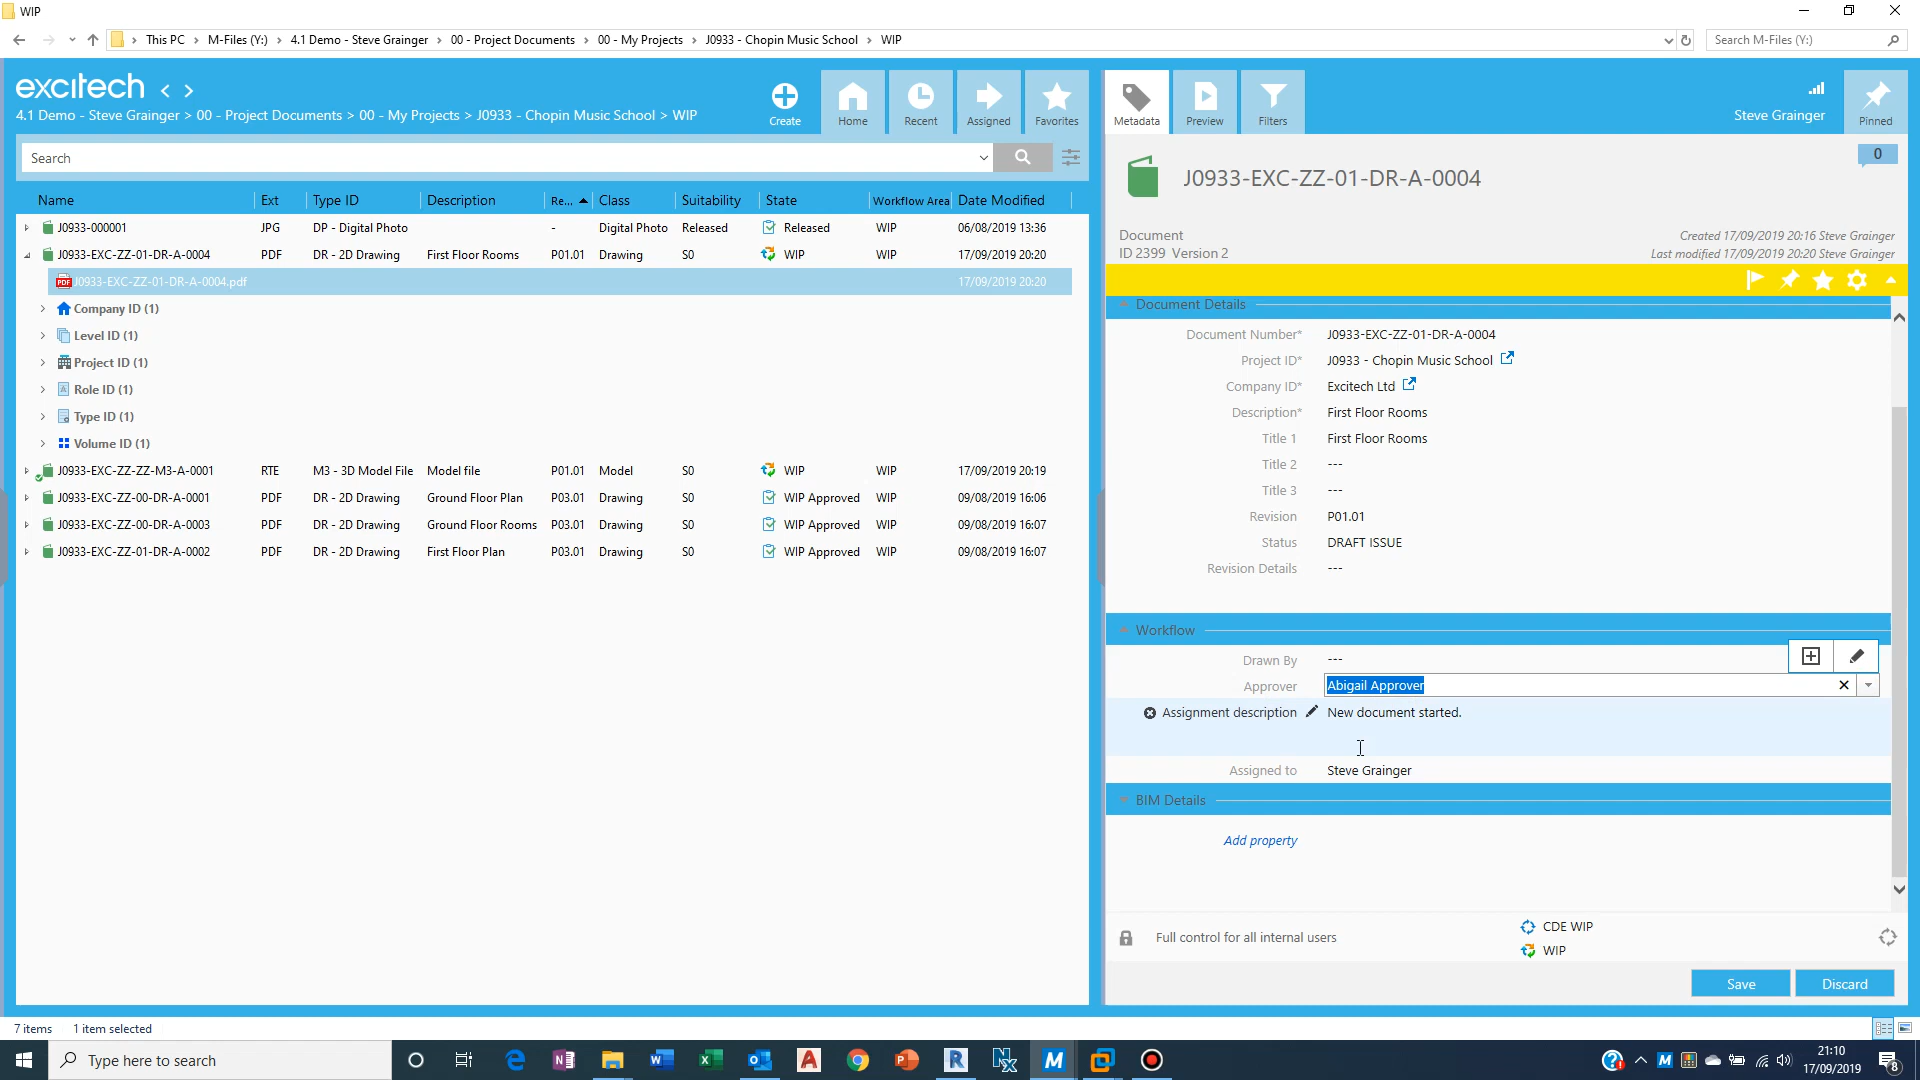 WIP
This PC > M-Files (Y:) > 4.1 Demo - Steve Grainger > 00 - Project Documents > 00 - My Projects > J0933 - Chopin Music School > WIP
Search M-Files (Y:)
excitech < >
4.1 Demo - Steve Grainger > 00 - Project Documents > 00 - My Projects > J0933 - Chopin Music School > WIP
Create
Home
Recent
Assigned
Favorites
Metadata
Preview
Filters
Steve Grainger
Pinned
Search
Name Ext Type ID Description Re... Class Suitability State Workflow Area Date Modified
J0933-000001 JPG DP - Digital Photo - Digital Photo Released Released WIP 06/08/2019 13:36
J0933-EXC-ZZ-01-DR-A-0004 PDF DR - 2D Drawing First Floor Rooms P01.01 Drawing S0 WIP WIP 17/09/2019 20:20
PDF J0933-EXC-ZZ-01-DR-A-0004.pdf 17/09/2019 20:20
Company ID (1)
Level ID (1)
Project ID (1)
Role ID (1)
Type ID (1)
Volume ID (1)
J0933-EXC-ZZ-ZZ-M3-A-0001 RTE M3 - 3D Model File Model file P01.01 Model S0 WIP WIP 17/09/2019 20:19
J0933-EXC-ZZ-00-DR-A-0001 PDF DR - 2D Drawing Ground Floor Plan P03.01 Drawing S0 WIP Approved WIP 09/08/2019 16:06
J0933-EXC-ZZ-00-DR-A-0003 PDF DR - 2D Drawing Ground Floor Rooms P03.01 Drawing S0 WIP Approved WIP 09/08/2019 16:07
J0933-EXC-ZZ-01-DR-A-0002 PDF DR - 2D Drawing First Floor Plan P03.01 Drawing S0 WIP Approved WIP 09/08/2019 16:07
0
J0933-EXC-ZZ-01-DR-A-0004
Document
ID 2399 Version 2
Created 17/09/2019 20:16 Steve Grainger
Last modified 17/09/2019 20:20 Steve Grainger
Document Details
Document Number* J0933-EXC-ZZ-01-DR-A-0004
Project ID* J0933 - Chopin Music School
Company ID* Excitech Ltd
Description* First Floor Rooms
Title 1 First Floor Rooms
Title 2 ---
Title 3 ---
Revision P01.01
Status DRAFT ISSUE
Revision Details ---
Workflow
Drawn By ---
Approver Abigail Approver
Assignment description New document started.
Assigned to Steve Grainger
BIM Details
Add property
Full control for all internal users
CDE WIP
WIP
Save
Discard
7 items 1 item selected
Type here to search
21:10
17/09/2019
8